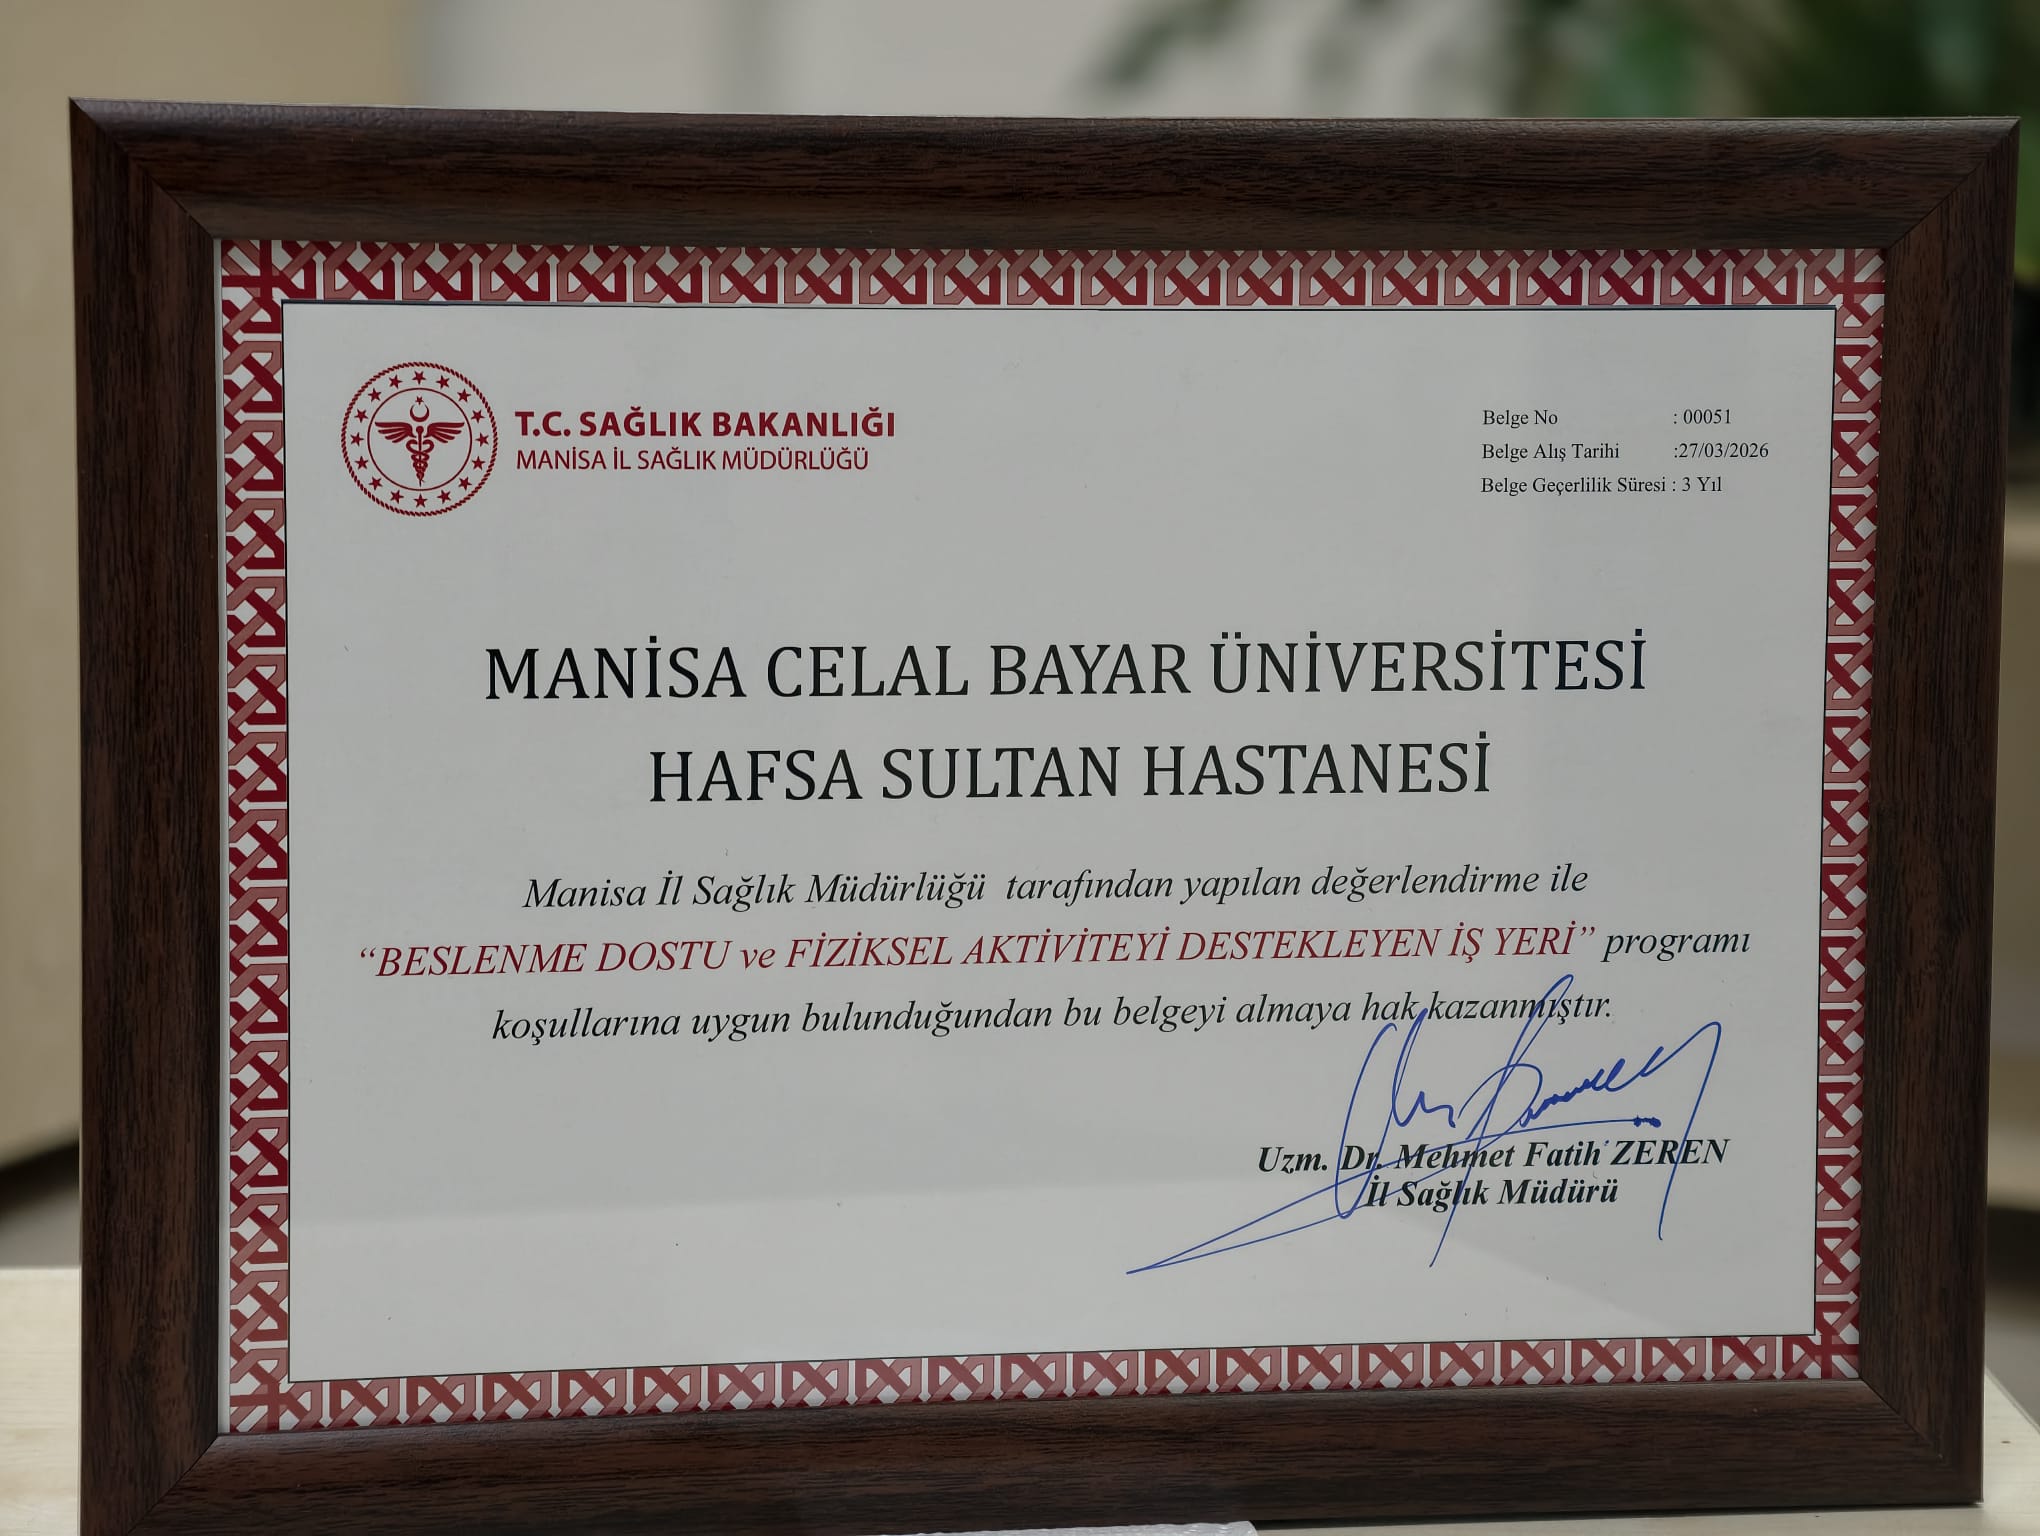 T.C. SAĞLIK BAKANLIĞI
MANİSA İL SAĞLIK MÜDÜRLÜĞÜ
Belge No : 00051
Belge Alış Tarihi :27/03/2026
Belge Geçerlilik Süresi : 3 Yıl
MANİSA CELAL BAYAR ÜNİVERSİTESİ
HAFSA SULTAN HASTANESİ
Manisa İl Sağlık Müdürlüğü tarafından yapılan değerlendirme ile
“BESLENME DOSTU ve FİZİKSEL AKTİVİTEYİ DESTEKLEYEN İŞ YERİ” programı
koşullarına uygun bulunduğundan bu belgeyi almaya hak kazanmıştır.
Uzm. Dr. Mehmet Fatih ZEREN
İl Sağlık Müdürü